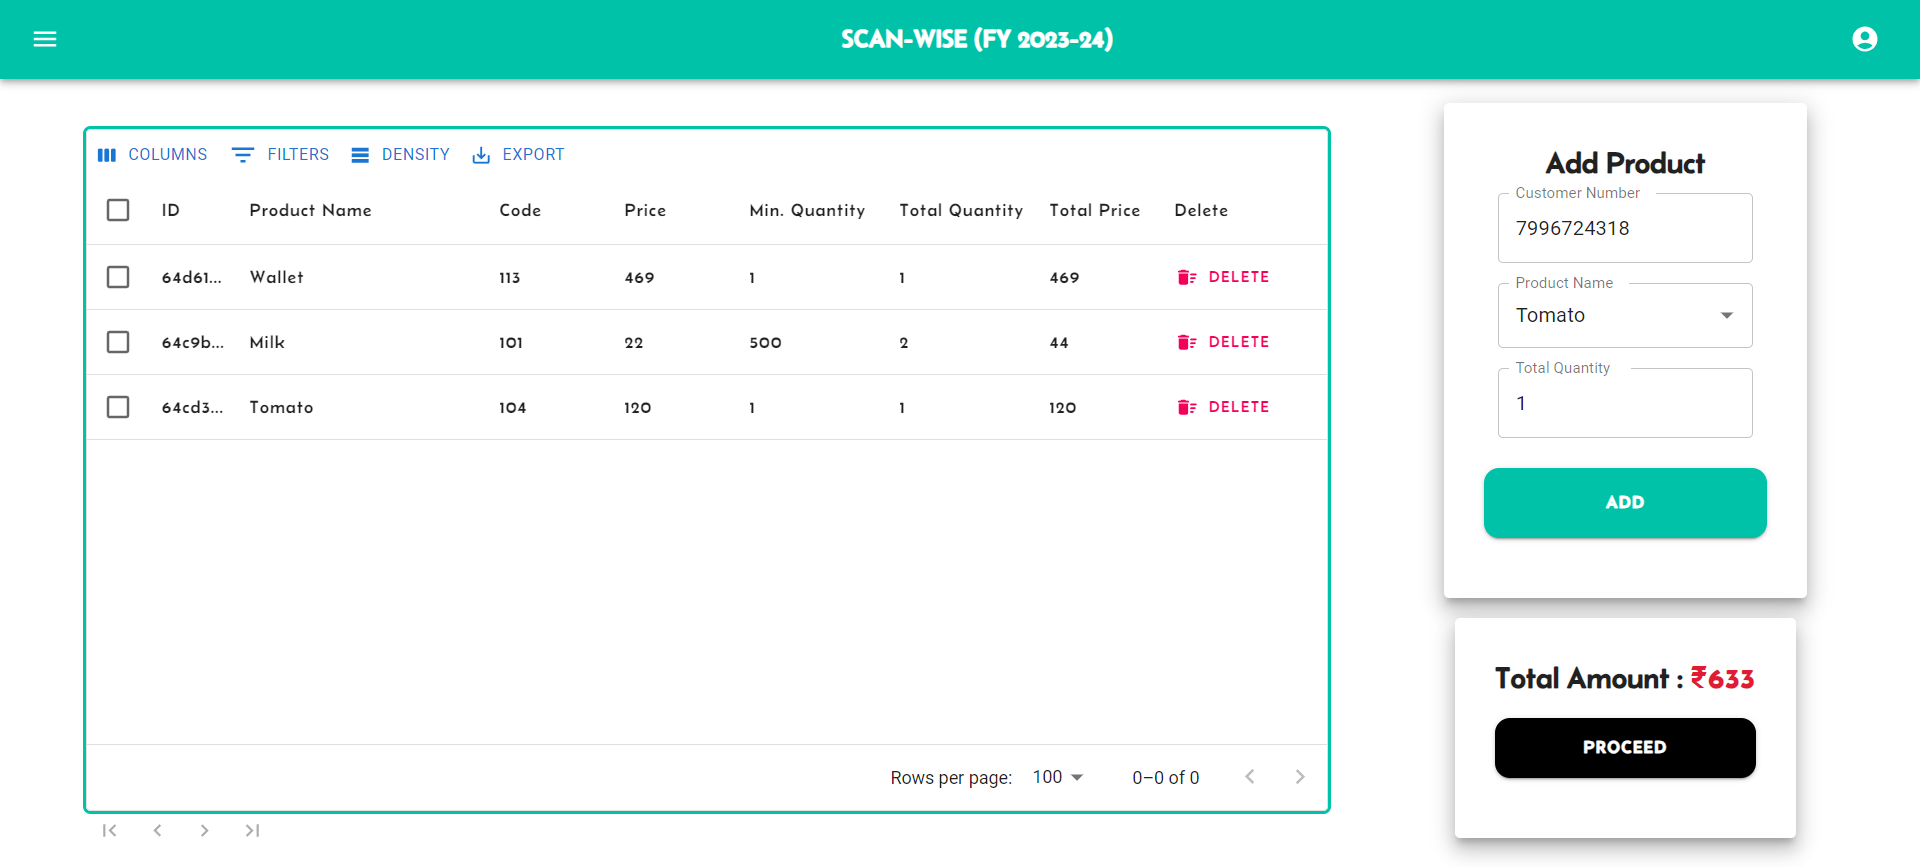 SCAN-WISE (FY 2023-24)
COLUMNS FILTERS DENSITY EXPORT
ID Product Name Code Price Min. Quantity Total Quantity Total Price Delete
64d61... Wallet 113 469 1 1 469 DELETE
64c9b... Milk 101 22 500 2 44 DELETE
64cd3... Tomato 104 120 1 1 120 DELETE
Rows per page: 100 0–0 of 0
Add Product
Customer Number
7996724318
Product Name
Tomato
Total Quantity
1
ADD
Total Amount : ₹633
PROCEED